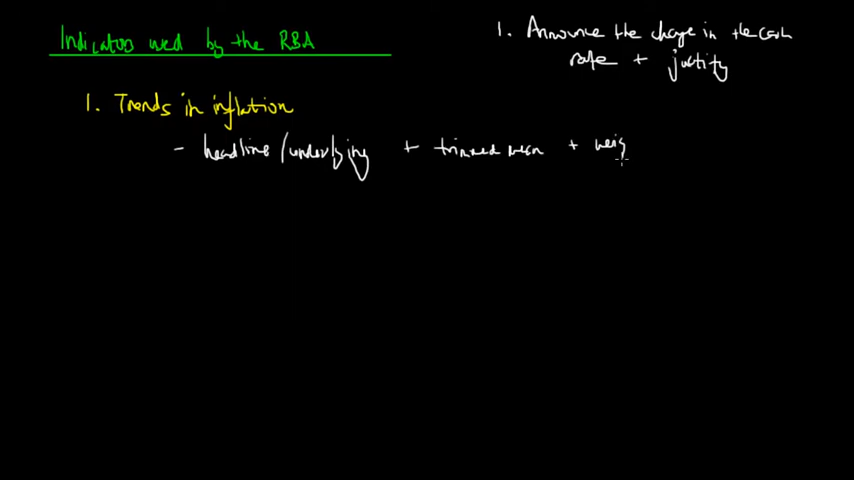 Indicators used by the RBA
1. Announce the change in the cash
rate + justify
1. Trends in inflation
- headline/underlying + trimmed mean + weig